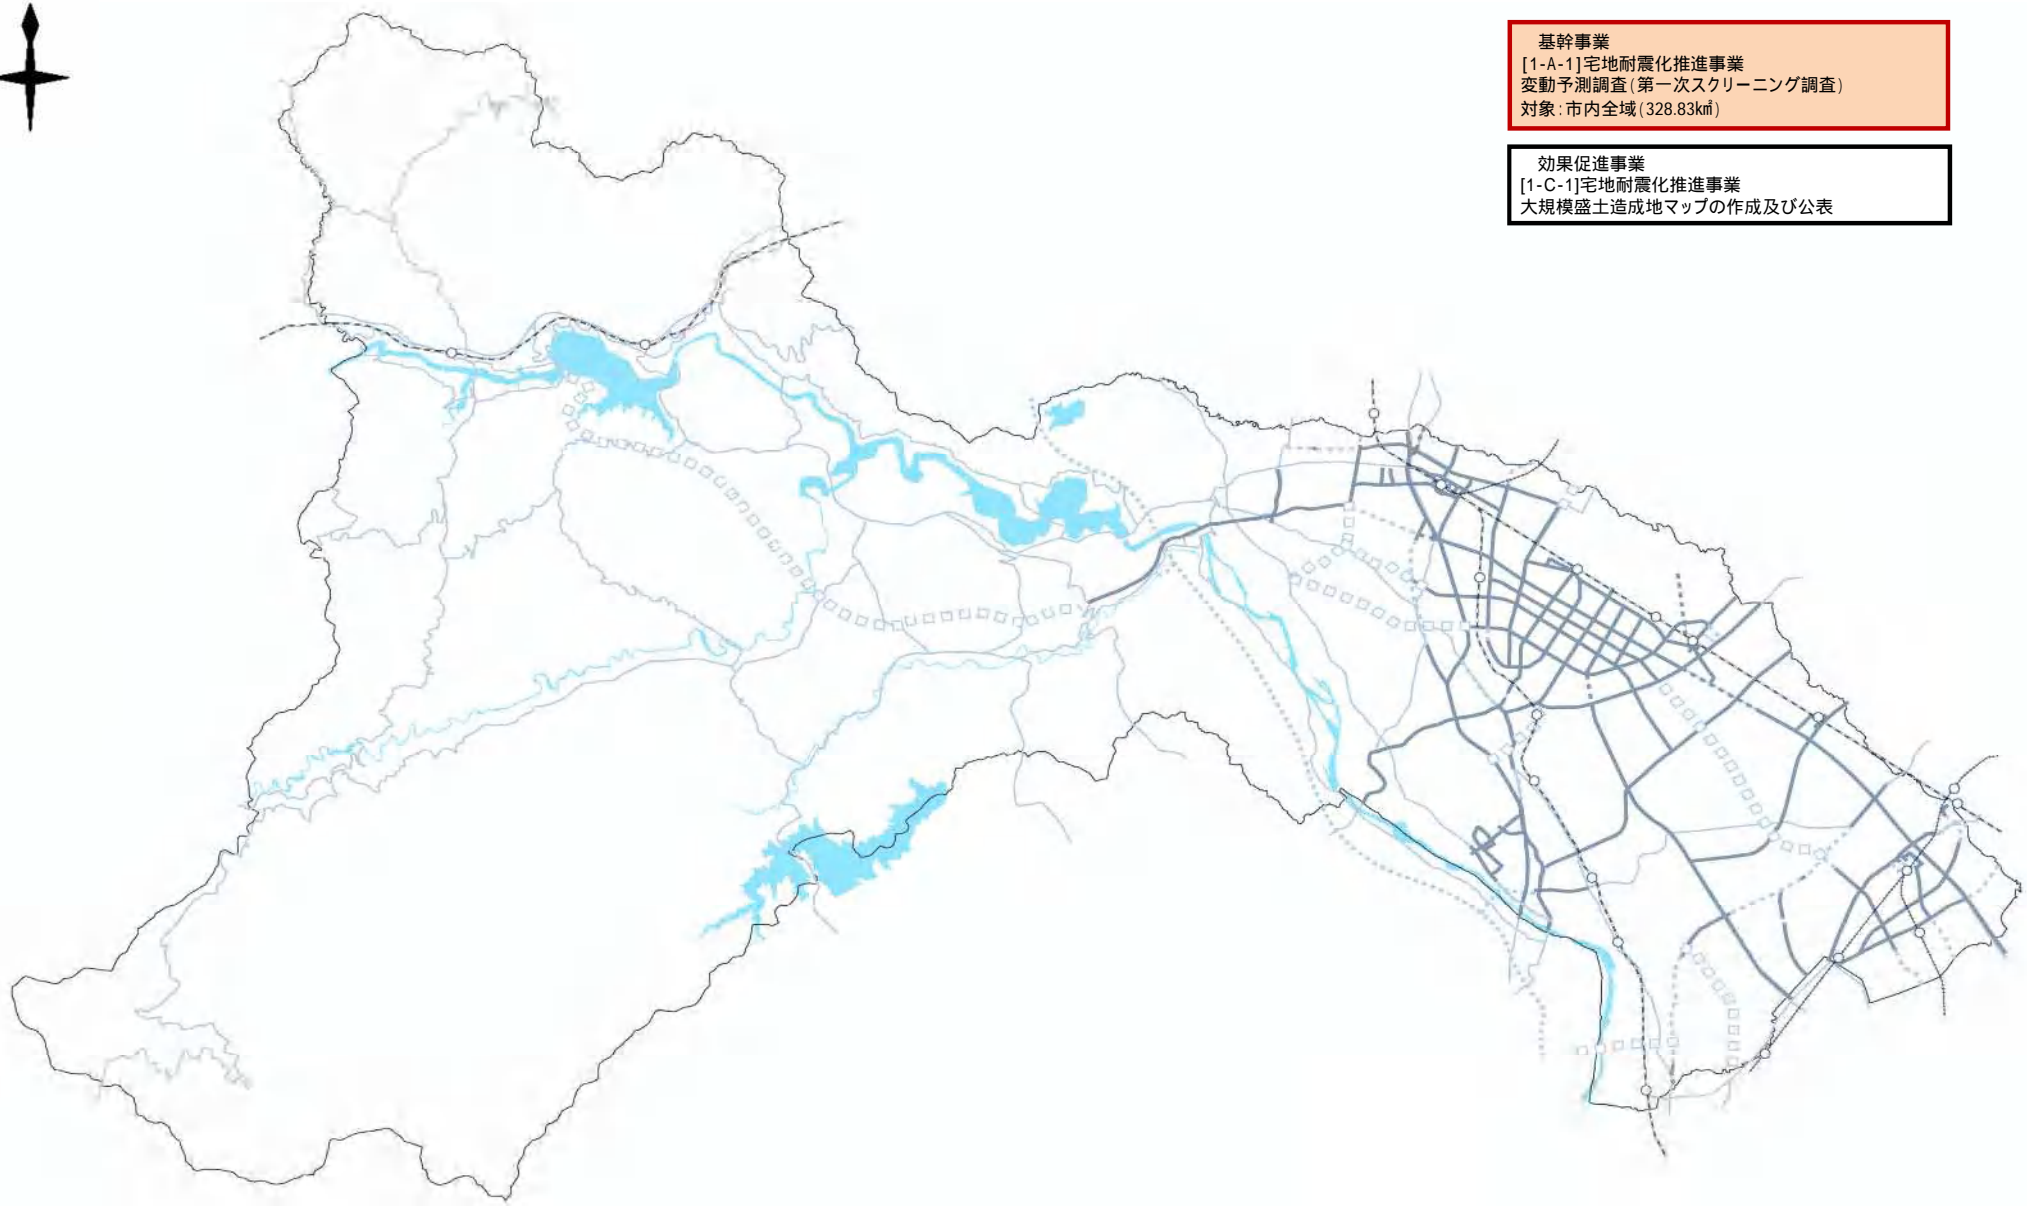 基幹事業
[1-A-1]宅地耐震化推進事業
変動予測調査(第一次スクリーニング調査)
対象:市内全域(328.83k㎡)
効果促進事業
[1-C-1]宅地耐震化推進事業
大規模盛土造成地マップの作成及び公表